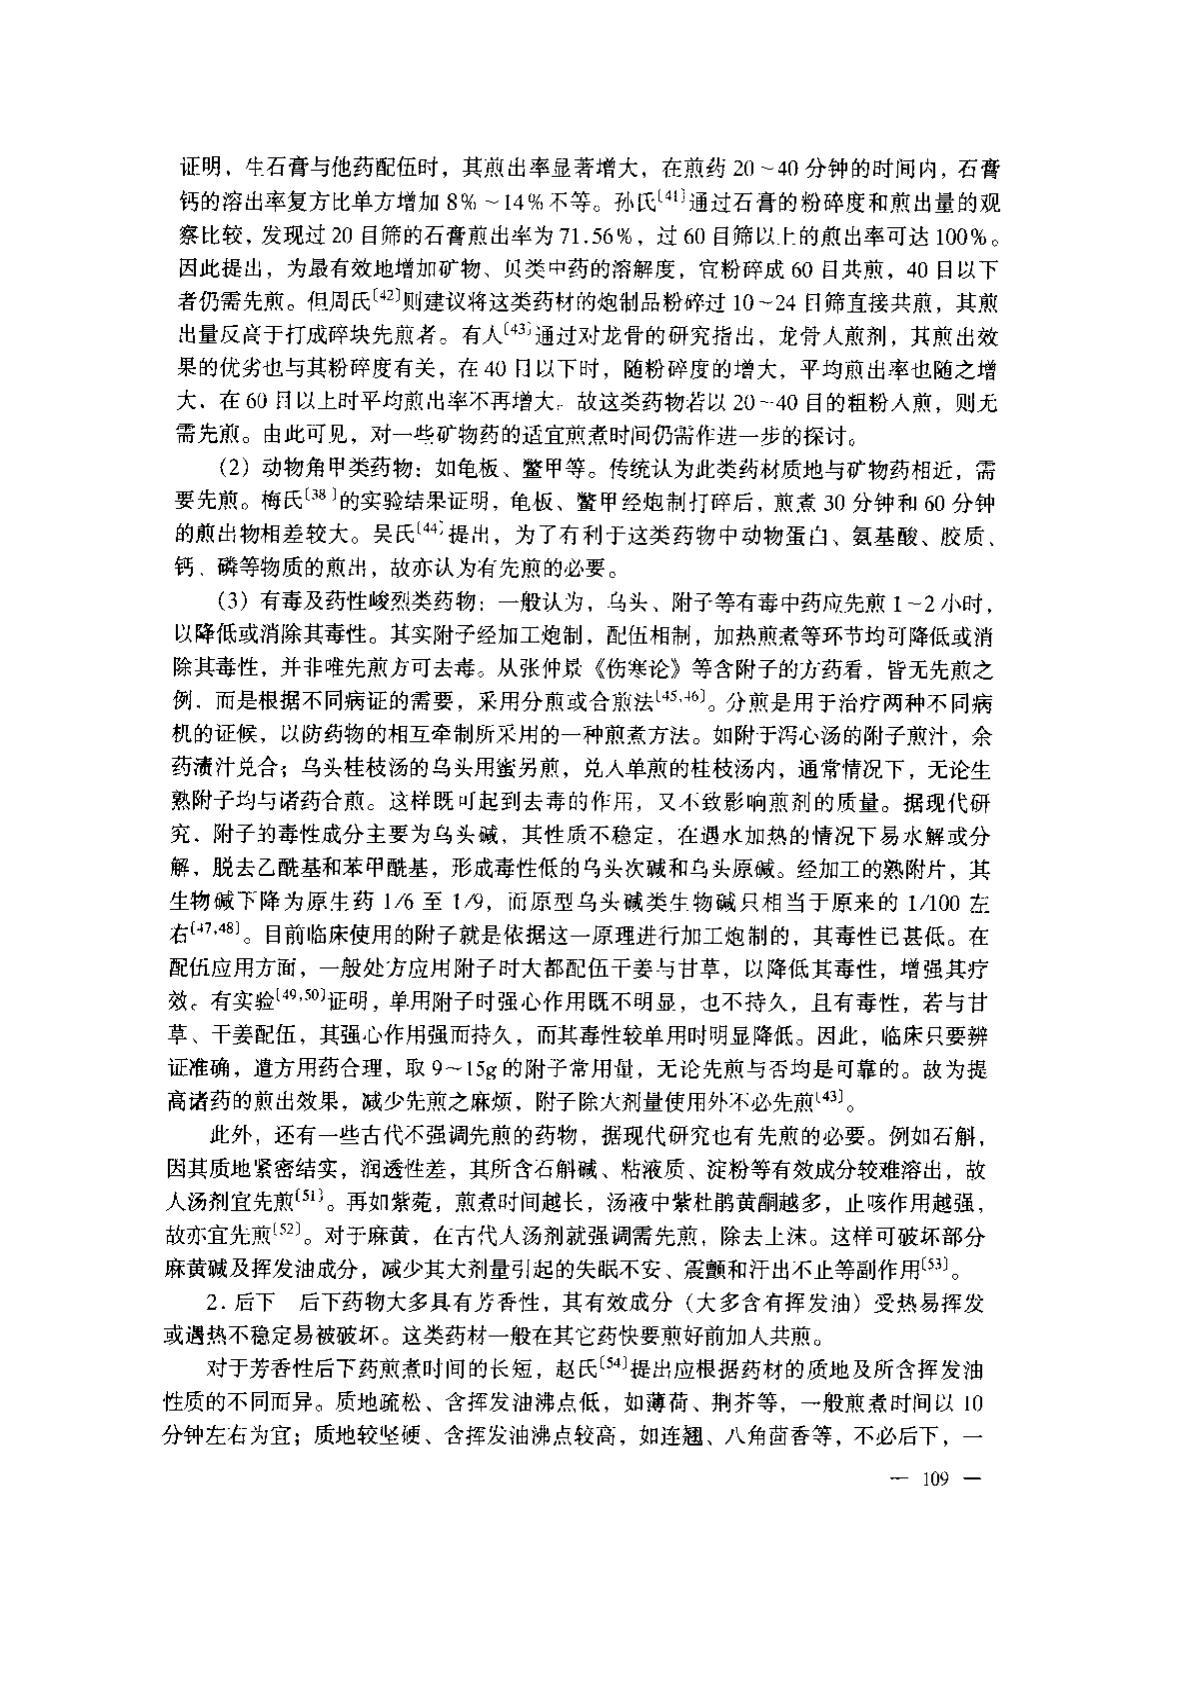 证明，生石膏与他药配伍时，其煎出率显著增大，在煎药 20～40 分钟的时间内，石膏
钙的溶出率复方比单方增加 8%～14%不等。孙氏〔41〕通过石膏的粉碎度和煎出量的观
察比较，发现过 20 目筛的石膏煎出率为 71.56%，过 60 目筛以上的煎出率可达 100%。
因此提出，为最有效地增加矿物、贝类中药的溶解度，宜粉碎成 60 目共煎，40 目以下
者仍需先煎。但周氏〔42〕则建议将这类药材的炮制品粉碎过 10～24 目筛直接共煎，其煎
出量反高于打成碎块先煎者。有人〔43〕通过对龙骨的研究指出，龙骨入煎剂，其煎出效
果的优劣也与其粉碎度有关，在 40 目以下时，随粉碎度的增大，平均煎出率也随之增
大，在 60 目以上时平均煎出率不再增大。故这类药物若以 20～40 目的粗粉入煎，则无
需先煎。由此可见，对一些矿物药的适宜煎煮时间仍需作进一步的探讨。
（2）动物角甲类药物：如龟板、鳖甲等。传统认为此类药材质地与矿物药相近，需
要先煎。梅氏〔38〕的实验结果证明，龟板、鳖甲经炮制打碎后，煎煮 30 分钟和 60 分钟
的煎出物相差较大。吴氏〔44〕提出，为了有利于这类药物中动物蛋白、氨基酸、胶质、
钙、磷等物质的煎出，故亦认为有先煎的必要。
（3）有毒及药性峻烈类药物：一般认为，乌头、附子等有毒中药应先煎 1～2 小时，
以降低或消除其毒性。其实附子经加工炮制，配伍相制，加热煎煮等环节均可降低或消
除其毒性，并非唯先煎方可去毒。从张仲景《伤寒论》等含附子的方药看，皆无先煎之
例，而是根据不同病证的需要，采用分煎或合煎法〔45,46〕。分煎是用于治疗两种不同病
机的证候，以防药物的相互牵制所采用的一种煎煮方法。如附子泻心汤的附子煎汁，余
药渍汁兑合；乌头桂枝汤的乌头用蜜另煎，兑入单煎的桂枝汤内，通常情况下，无论生
熟附子均与诸药合煎。这样既可起到去毒的作用，又不致影响煎剂的质量。据现代研
究，附子的毒性成分主要为乌头碱，其性质不稳定，在遇水加热的情况下易水解或分
解，脱去乙酰基和苯甲酰基，形成毒性低的乌头次碱和乌头原碱。经加工的熟附片，其
生物碱下降为原生药 1/6 至 1/9，而原型乌头碱类生物碱只相当于原来的 1/100 左
右〔47,48〕。目前临床使用的附子就是依据这一原理进行加工炮制的，其毒性已甚低。在
配伍应用方面，一般处方应用附子时大都配伍干姜与甘草，以降低其毒性，增强其疗
效。有实验〔49,50〕证明，单用附子时强心作用既不明显，也不持久，且有毒性，若与甘
草、干姜配伍，其强心作用强而持久，而其毒性较单用时明显降低。因此，临床只要辨
证准确，遣方用药合理，取 9～15g 的附子常用量，无论先煎与否均是可靠的。故为提
高诸药的煎出效果，减少先煎之麻烦，附子除大剂量使用外不必先煎〔43〕。
此外，还有一些古代不强调先煎的药物，据现代研究也有先煎的必要。例如石斛，
因其质地紧密结实，润透性差，其所含石斛碱、粘液质、淀粉等有效成分较难溶出，故
入汤剂宜先煎〔51〕。再如紫菀，煎煮时间越长，汤液中紫杜鹃黄酮越多，止咳作用越强，
故亦宜先煎〔52〕。对于麻黄，在古代入汤剂就强调需先煎，除去上沫。这样可破坏部分
麻黄碱及挥发油成分，减少其大剂量引起的失眠不安、震颤和汗出不止等副作用〔53〕。
2. 后下　后下药物大多具有芳香性，其有效成分（大多含有挥发油）受热易挥发
或遇热不稳定易被破坏。这类药材一般在其它药快要煎好前加入共煎。
对于芳香性后下药煎煮时间的长短，赵氏〔54〕提出应根据药材的质地及所含挥发油
性质的不同而异。质地疏松、含挥发油沸点低，如薄荷、荆芥等，一般煎煮时间以 10
分钟左右为宜；质地较坚硬、含挥发油沸点较高，如连翘、八角茴香等，不必后下，一
— 109 —